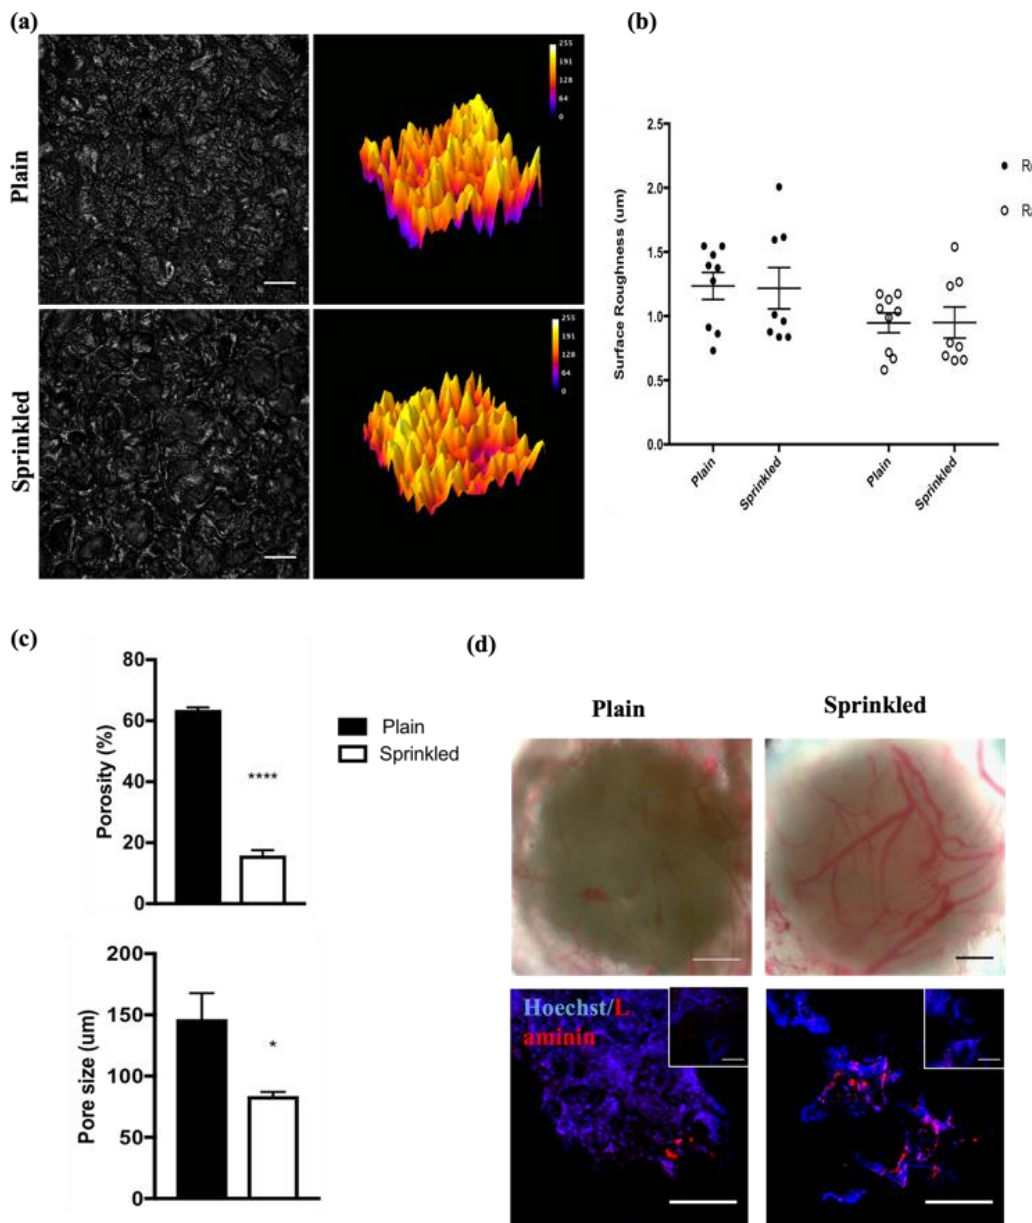 (a)
Plain
255
191
128
64
0
Sprinkled
255
191
128
64
0
(b)
Surface Roughness (um)
2.5
2.0
1.5
1.0
0.5
0.0
Plain
Sprinkled
Plain
Sprinkled
Ra
(c)
Porosity (%)
80
60
40
20
0
****
Plain
Sprinkled
Pore size (um)
200
150
100
50
0
*
(d)
Plain
Sprinkled
Hoechst/L
aminin